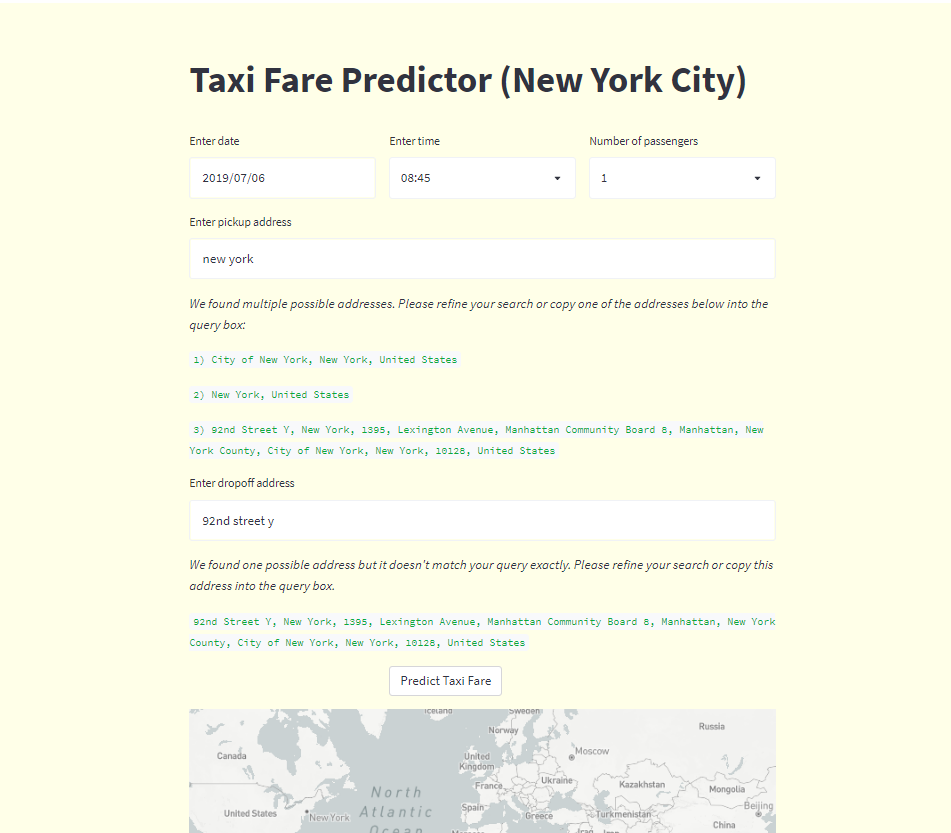 Taxi Fare Predictor (New York City)
Enter date
Enter time
Number of passengers
2019/07/06
08:45
1
Enter pickup address
new york
We found multiple possible addresses. Please refine your search or copy one of the addresses below into the
query box:
1) City of New York, New York, United States
2) New York, United States
3) 92nd Street Y, New York, 1395, Lexington Avenue, Manhattan Community Board 8, Manhattan, New
York County, City of New York, New York, 10128, United States
Enter dropoff address
92nd street y
We found one possible address but it doesn't match your query exactly. Please refine your search or copy this
address into the query box.
92nd Street Y, New York, 1395, Lexington Avenue, Manhattan Community Board 8, Manhattan, New York
County, City of New York, New York, 10128, United States
Predict Taxi Fare
Iceland
Sweden
Norway
Russia
Canada
United
Kingdom
Moscow
France
Ukraine
Kazakhstan
Mongolia
North
Atlantic
Ocean
United States
New York
Spain
Greece
Turkmenistan
Beijing
China
Iran